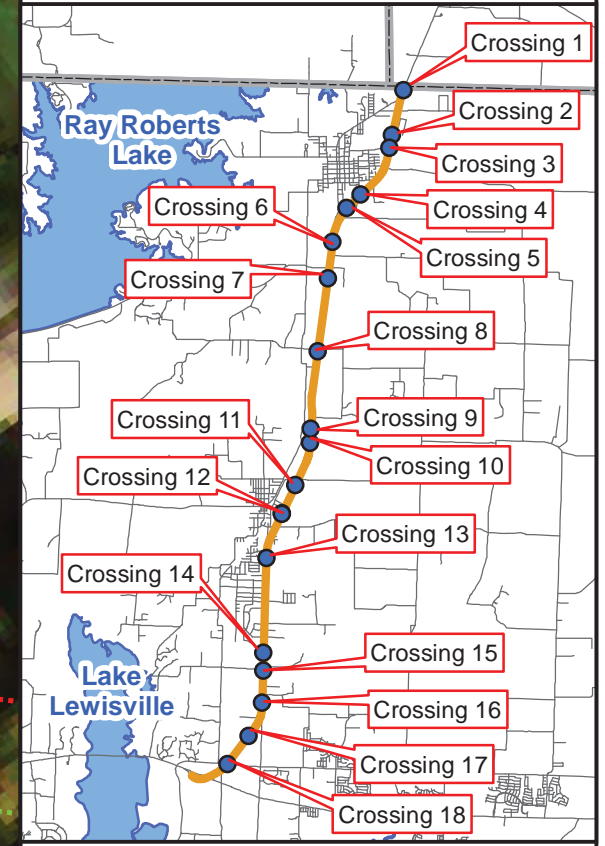 Crossing 1
Crossing 2
Ray Roberts
Lake
Crossing 3
Crossing 6
Crossing 4
Crossing 5
Crossing 7
Crossing 8
Crossing 11
Crossing 9
Crossing 10
Crossing 12
Crossing 13
Crossing 14
Crossing 15
Lake
Lewisville
Crossing 16
Crossing 17
Crossing 18